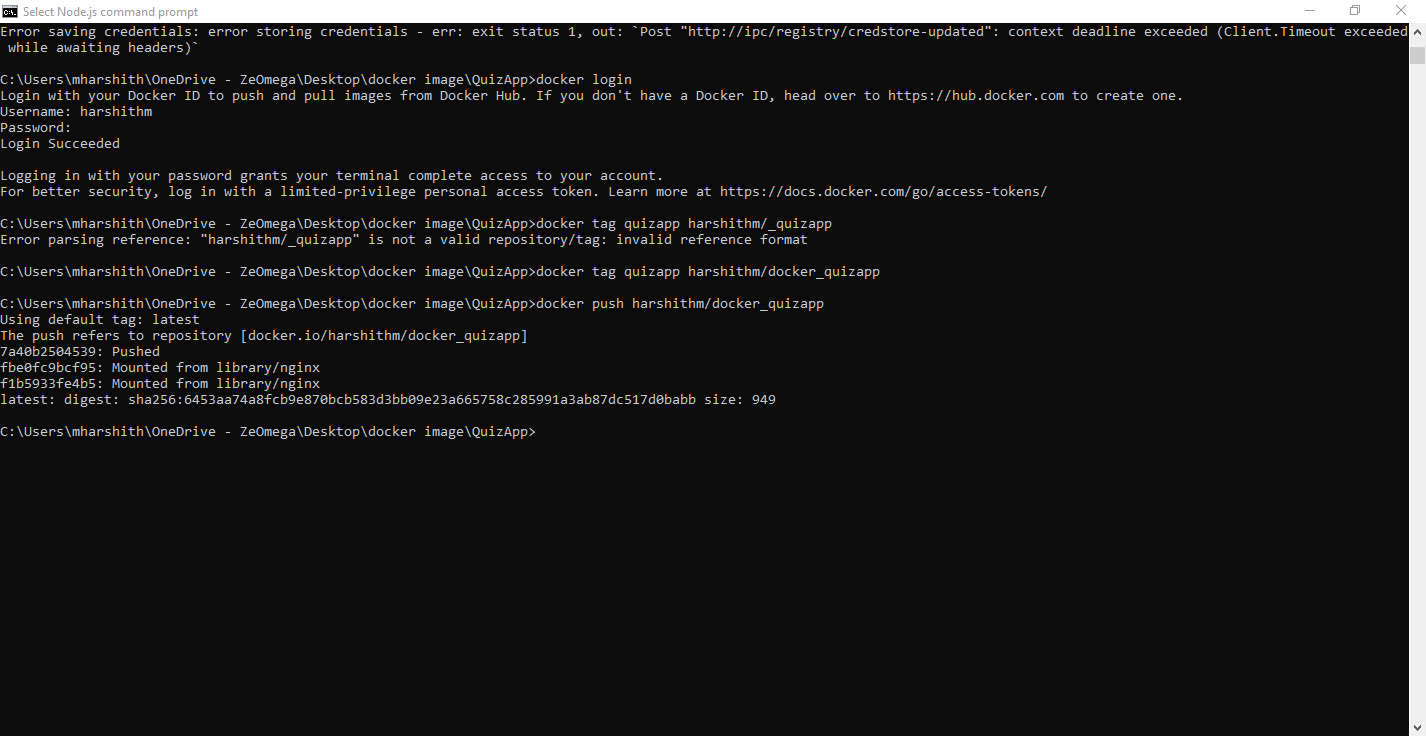 Select Node.js command prompt
Error saving credentials: error storing credentials - err: exit status 1, out: `Post "http://ipc/registry/credstore-updated": context deadline exceeded (Client.Timeout exceeded
 while awaiting headers)`
C:\Users\mharshith\OneDrive - ZeOmega\Desktop\docker image\QuizApp>docker login
Login with your Docker ID to push and pull images from Docker Hub. If you don't have a Docker ID, head over to https://hub.docker.com to create one.
Username: harshithm
Password:
Login Succeeded
Logging in with your password grants your terminal complete access to your account.
For better security, log in with a limited-privilege personal access token. Learn more at https://docs.docker.com/go/access-tokens/
C:\Users\mharshith\OneDrive - ZeOmega\Desktop\docker image\QuizApp>docker tag quizapp harshithm/_quizapp
Error parsing reference: "harshithm/_quizapp" is not a valid repository/tag: invalid reference format
C:\Users\mharshith\OneDrive - ZeOmega\Desktop\docker image\QuizApp>docker tag quizapp harshithm/docker_quizapp
C:\Users\mharshith\OneDrive - ZeOmega\Desktop\docker image\QuizApp>docker push harshithm/docker_quizapp
Using default tag: latest
The push refers to repository [docker.io/harshithm/docker_quizapp]
7a40b2504539: Pushed
fbe0fc9bcf95: Mounted from library/nginx
f1b5933fe4b5: Mounted from library/nginx
latest: digest: sha256:6453aa74a8fcb9e870bcb583d3bb09e23a665758c285991a3ab87dc517d0babb size: 949
C:\Users\mharshith\OneDrive - ZeOmega\Desktop\docker image\QuizApp>